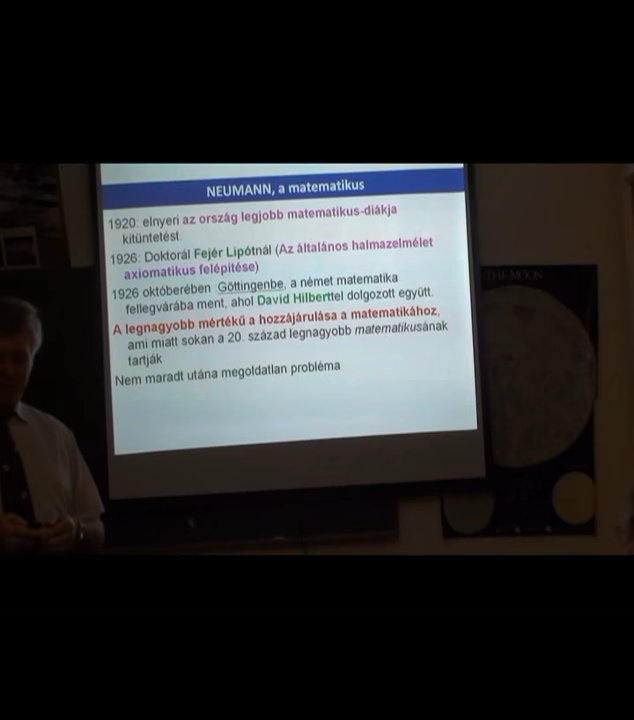 NEUMANN, a matematikus
1920: elnyeri az ország legjobb matematikus-diákja
kitüntetést.
1926: Doktorál Fejér Lipótnál (Az általános halmazelmélet
axiomatikus felépítése)
1926 októberében Göttingenbe, a német matematika
fellegvárába ment, ahol David Hilberttel dolgozott együtt.
A legnagyobb mértékű a hozzájárulása a matematikához,
ami miatt sokan a 20. század legnagyobb matematikusának
tartják
Nem maradt utána megoldatlan probléma
THE MOON